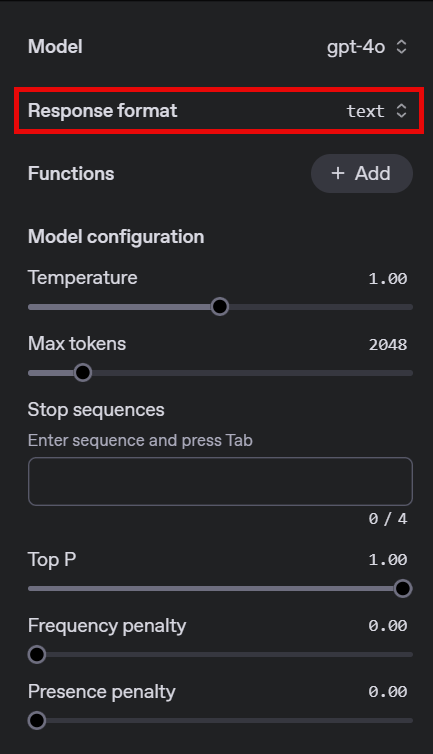 Model gpt-4o
Response format text
Functions + Add
Model configuration
Temperature 1.00
Max tokens 2048
Stop sequences
Enter sequence and press Tab
0 / 4
Top P 1.00
Frequency penalty 0.00
Presence penalty 0.00